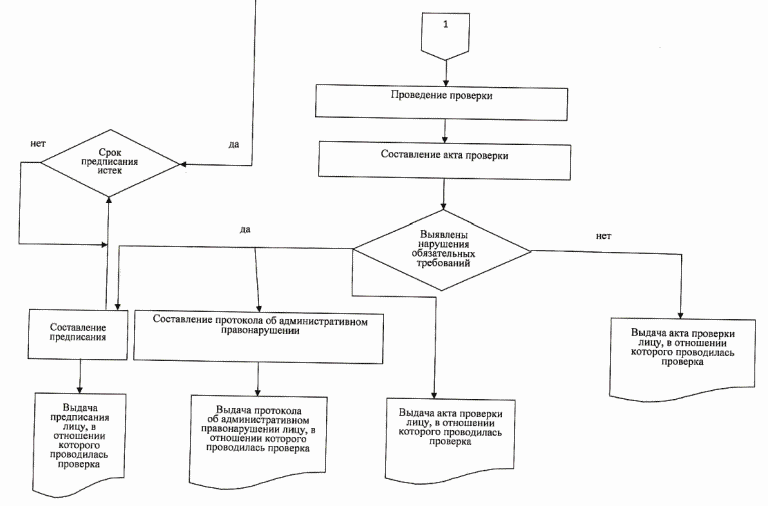 1
Проведение проверки
Составление акта проверки
нет
Срок
предписания
истек
да
Выявлены
нарушения
обязательных
требований
да
нет
Составление
предписания
Составление протокола об административном
правонарушении
Выдача акта проверки
лицу, в отношении
которого проводилась
проверка
Выдача
предписания
лицу, в
отношении
которого
проводилась
проверка
Выдача протокола
об административном
правонарушении лицу, в
отношении которого
проводилась проверка
Выдача акта проверки
лицу, в отношении
которого проводилась
проверка